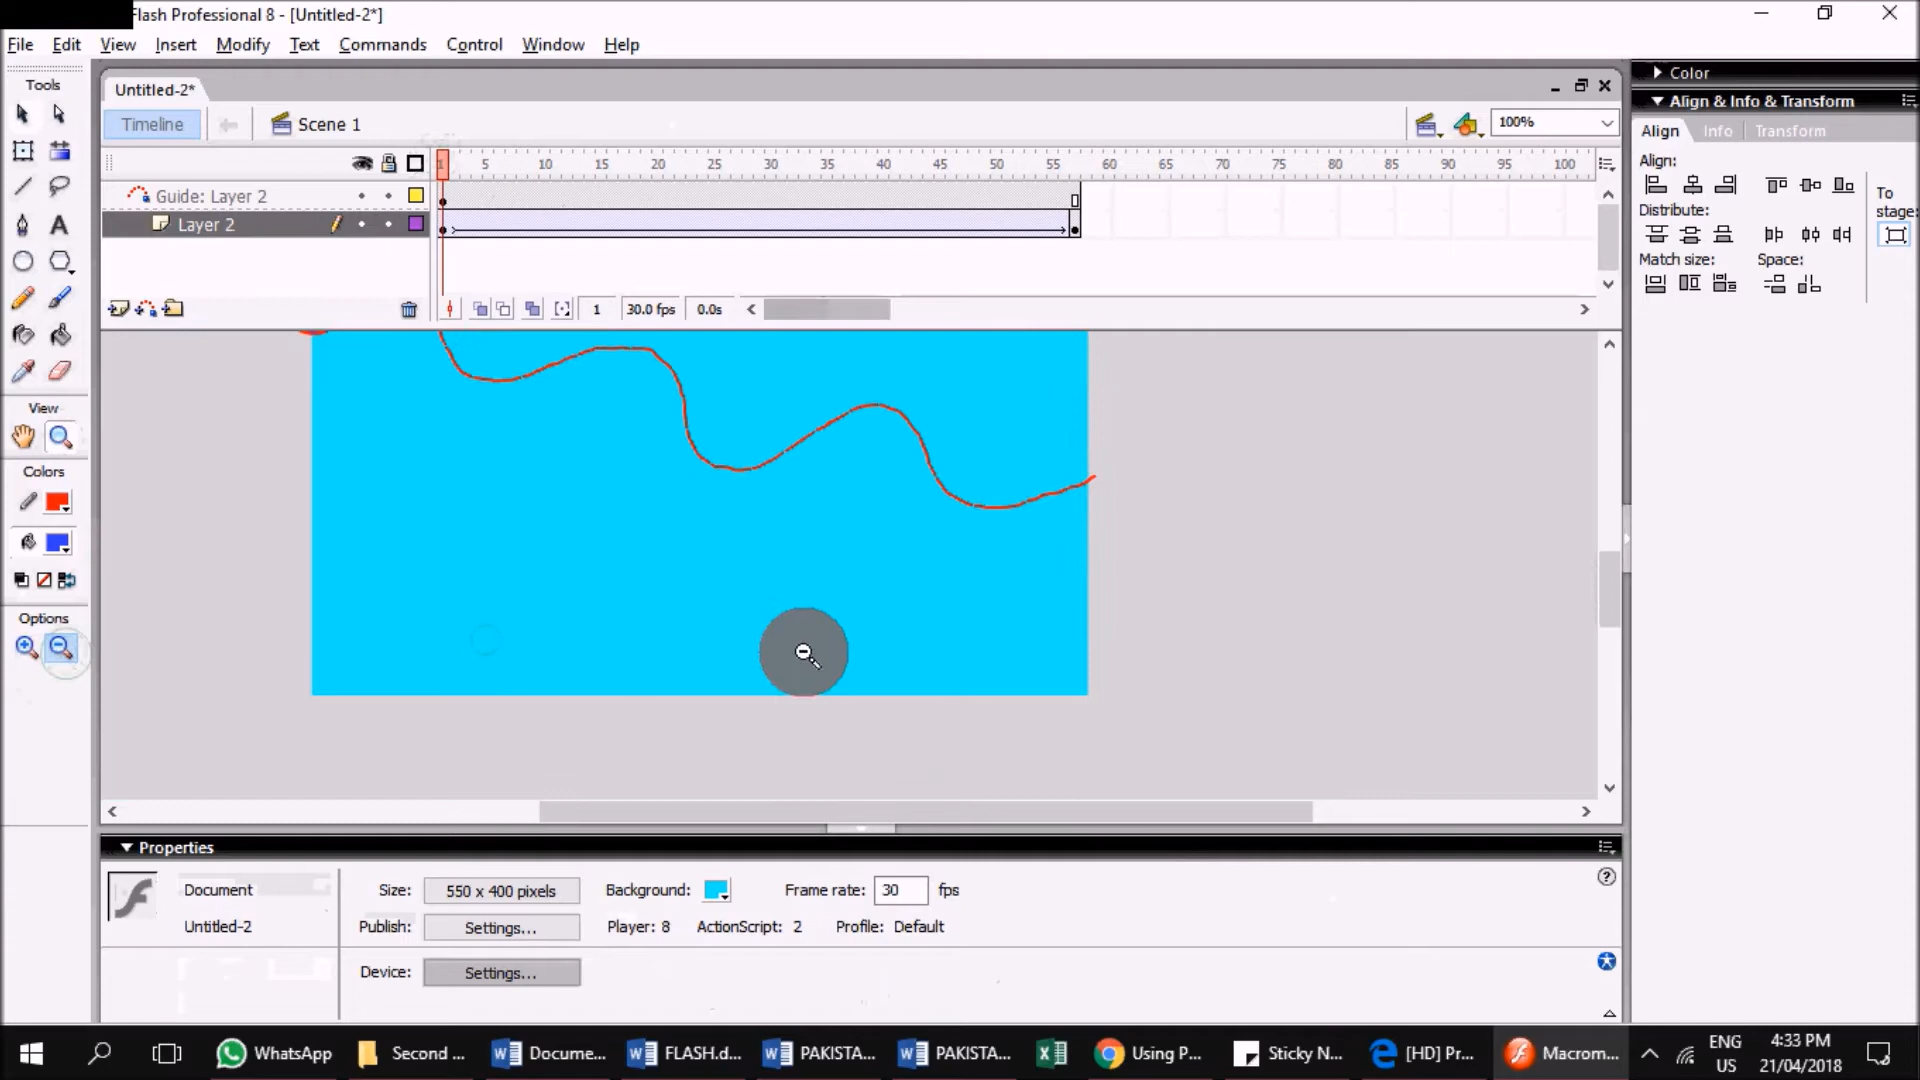 Flash Professional 8 - [Untitled-2*]
File Edit View Insert Modify Text Commands Control Window Help
Tools
Untitled-2*
Color
Align & Info & Transform
Timeline
Scene 1
100%
Align Info Transform
1 5 10 15 20 25 30 35 40 45 50 55 60 65 70 75 80 85 90 95 100
Align:
Guide: Layer 2
To
stage:
Distribute:
Layer 2
Match size: Space:
1 30.0 fps 0.0s
View
Colors
Options
Properties
Document
Size: 550 x 400 pixels Background: Frame rate: 30 fps
Untitled-2
Publish: Settings... Player: 8 ActionScript: 2 Profile: Default
Device: Settings...
WhatsApp
Second ...
Docume...
FLASH.d...
PAKISTA...
PAKISTA...
Using P...
Sticky N...
[HD] Pr...
Macrom...
ENG
US
4:33 PM
21/04/2018